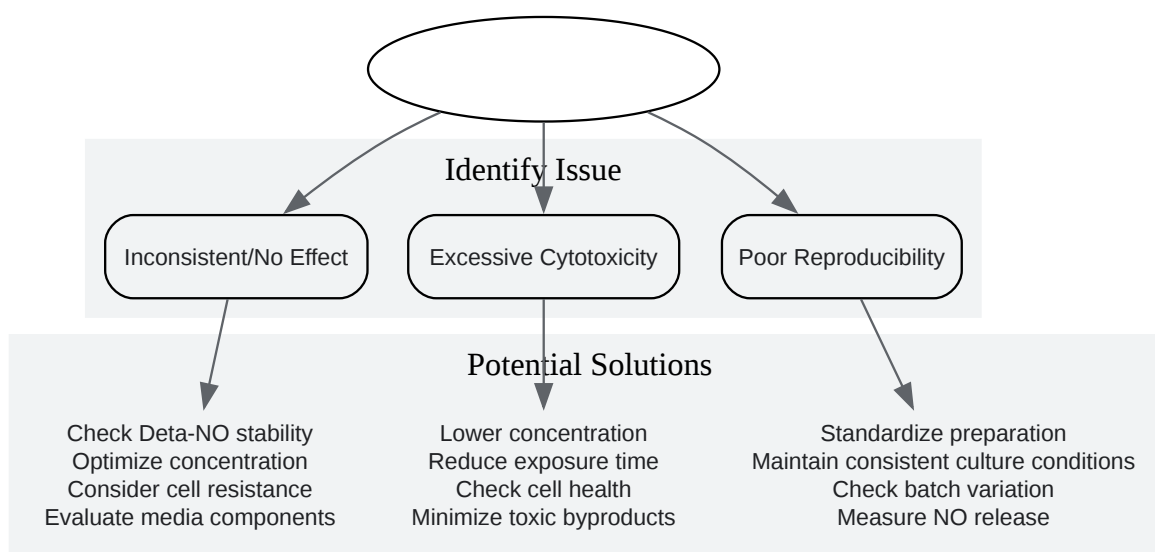 Identify Issue
Inconsistent/No Effect
Excessive Cytotoxicity
Poor Reproducibility
Potential Solutions
Check Deta-NO stability
Optimize concentration
Consider cell resistance
Evaluate media components
Lower concentration
Reduce exposure time
Check cell health
Minimize toxic byproducts
Standardize preparation
Maintain consistent culture conditions
Check batch variation
Measure NO release